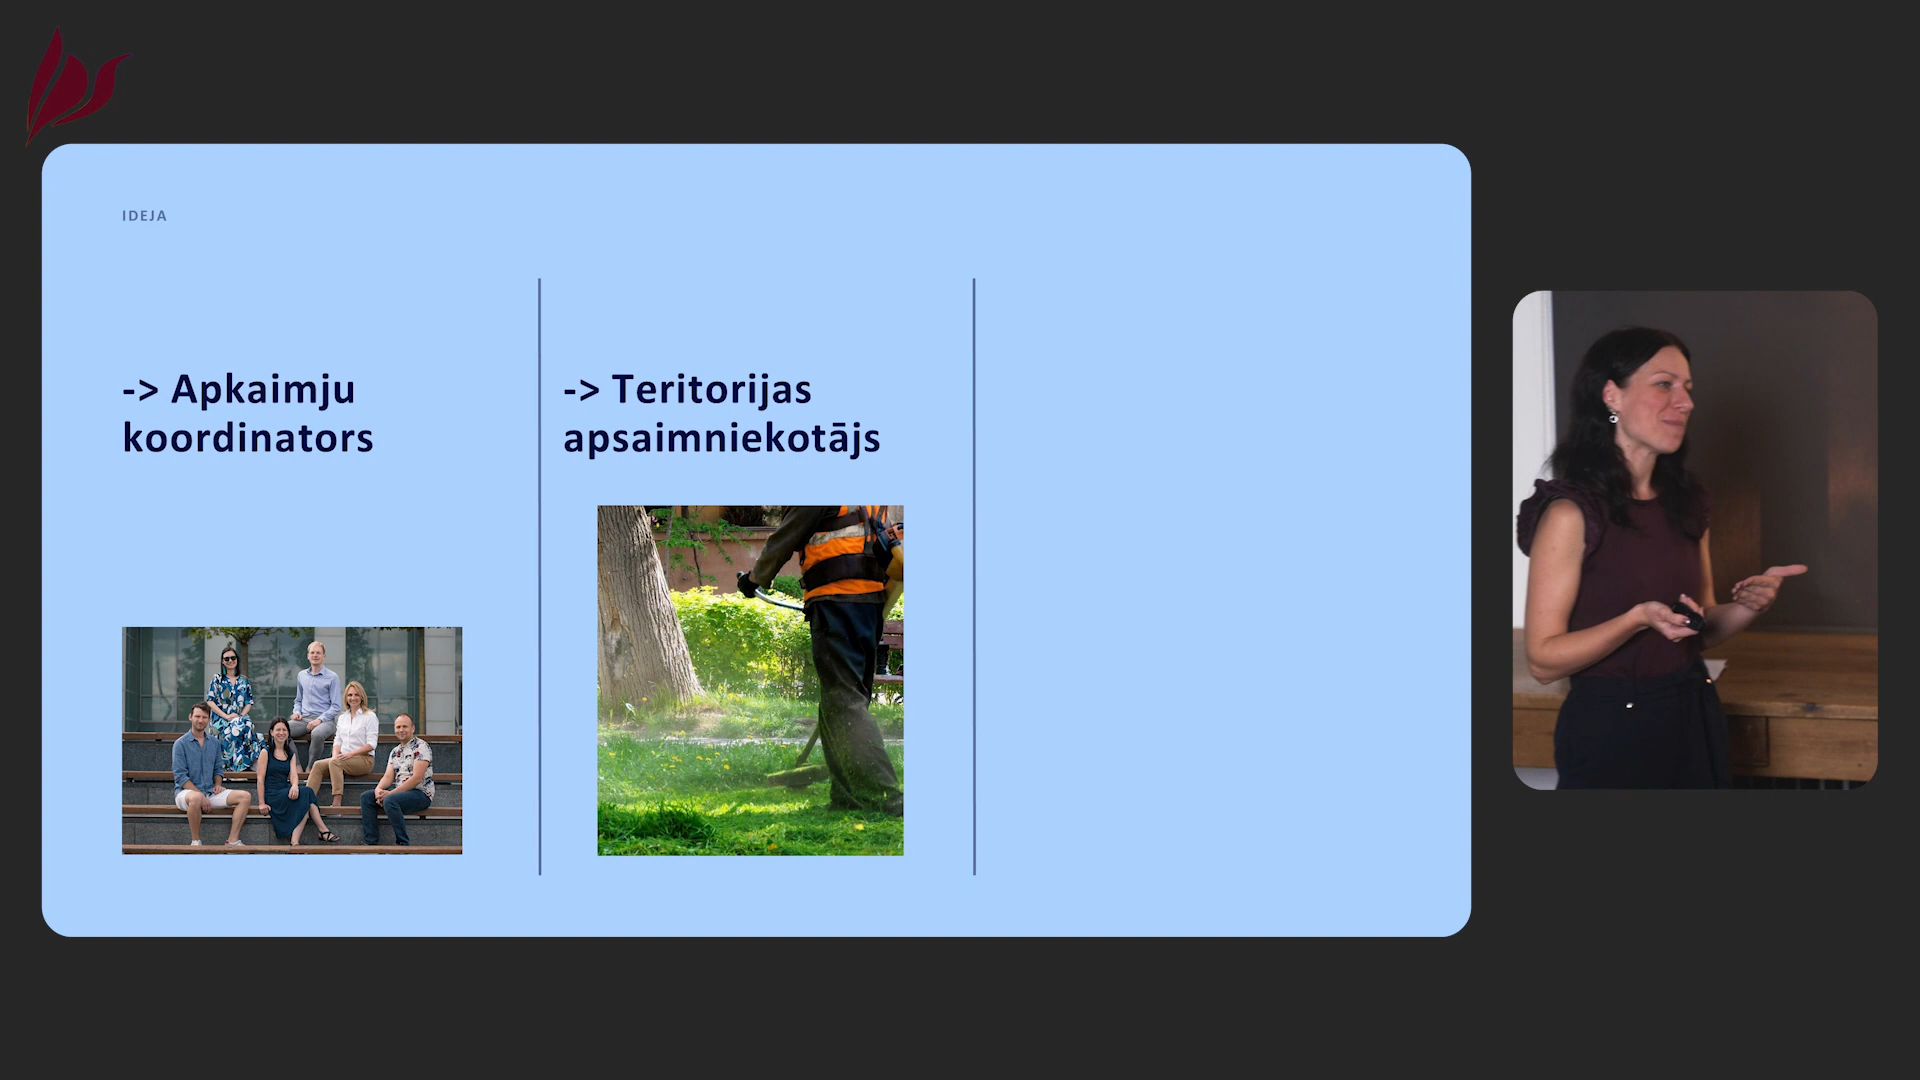 IDEJA
-> Apkaimju
koordinators
-> Teritorijas
apsaimniekotājs